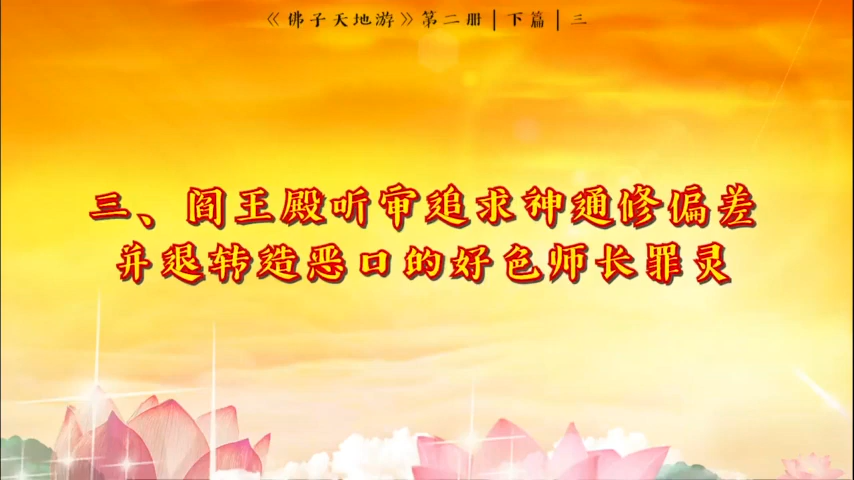 《佛子天地游》第二册|下篇|三
三、阎王殿听审追求神通修偏差
并退转造恶口的好色师长罪灵